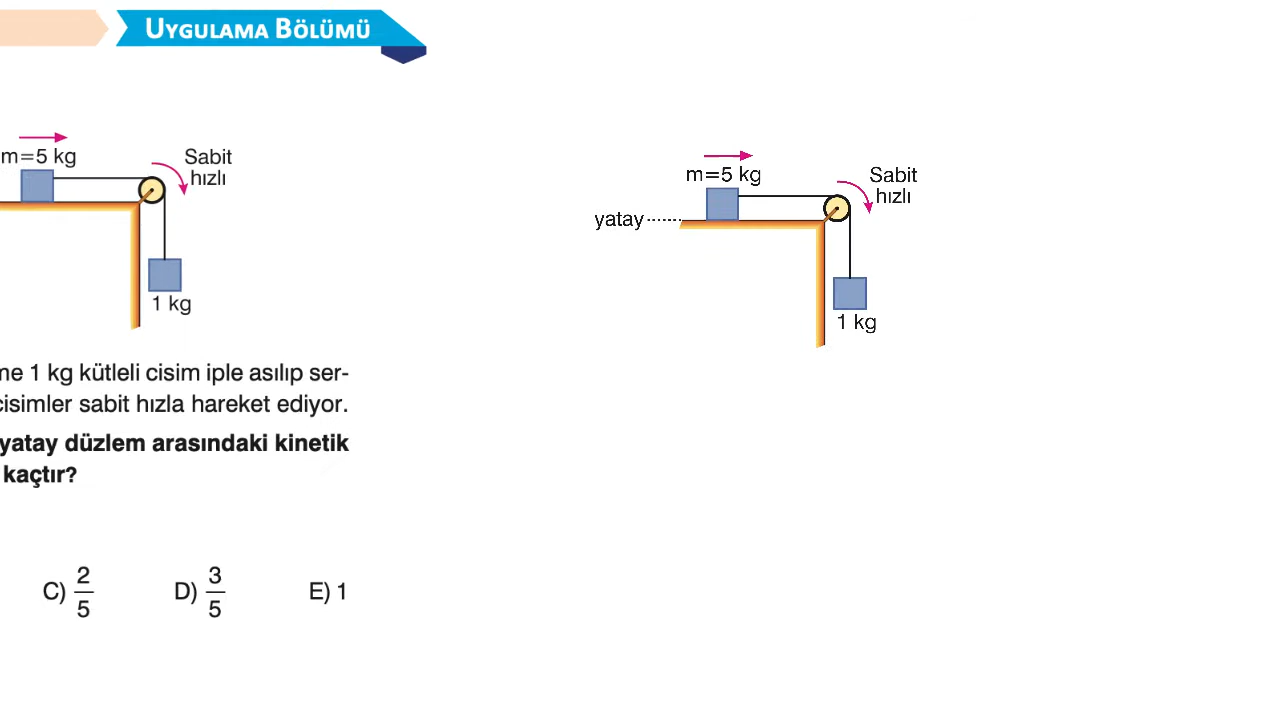 UYGULAMA BÖLÜMÜ
m=5 kg
Sabit
hızlı
1 kg
1 kg kütleli cisim iple asılıp ser-
cisimler sabit hızla hareket ediyor.
yatay düzlem arasındaki kinetik
kaçtır?
C) 2/5 D) 3/5 E) 1
m=5 kg
Sabit
hızlı
yatay
1 kg